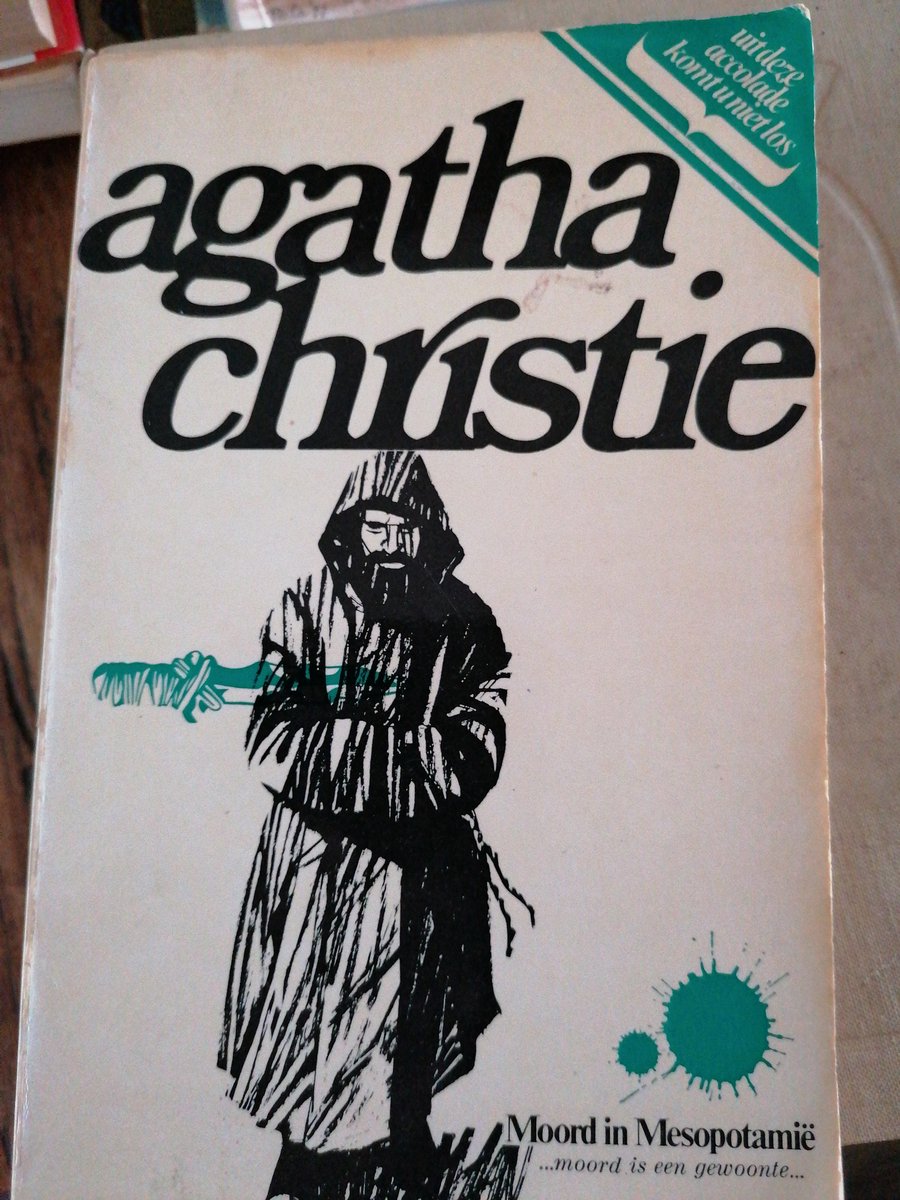 uit deze
accolade
komt u niet los
agatha
christie
Moord in Mesopotamië
...moord is een gewoonte...